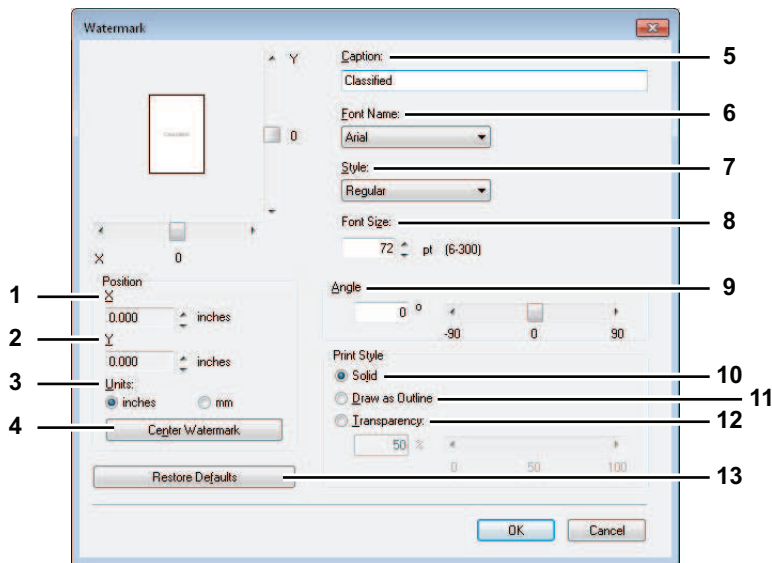 Watermark
Y
0
Classified
X
0
Position
X
0.000 inches
Y
0.000 inches
Units:
inches mm
Center Watermark
Restore Defaults
Caption:
Classified
Font Name:
Arial
Style:
Regular
Font Size:
72 pt (6-300)
Angle
0 °
-90 0 90
Print Style
Solid
Draw as Outline
Transparency:
50 %
0 50 100
OK Cancel
1
2
3
4
5
6
7
8
9
10
11
12
13